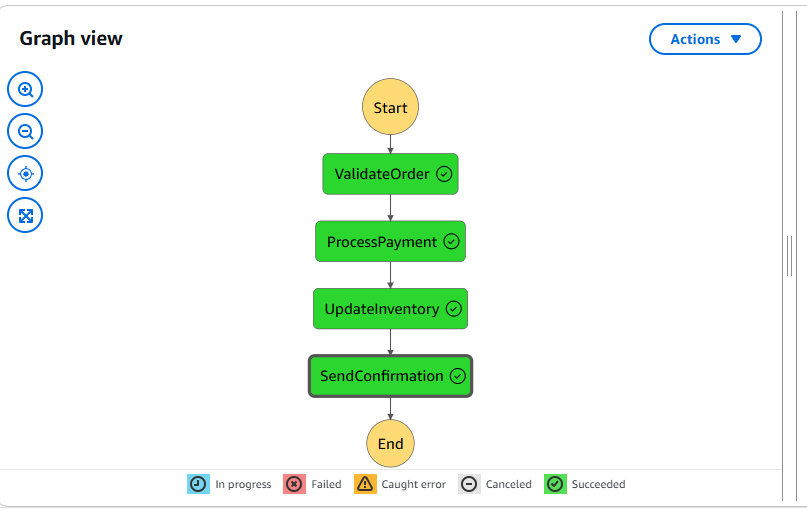 Graph view
Actions
Start
ValidateOrder
ProcessPayment
UpdateInventory
SendConfirmation
End
In progress Failed Caught error Canceled Succeeded